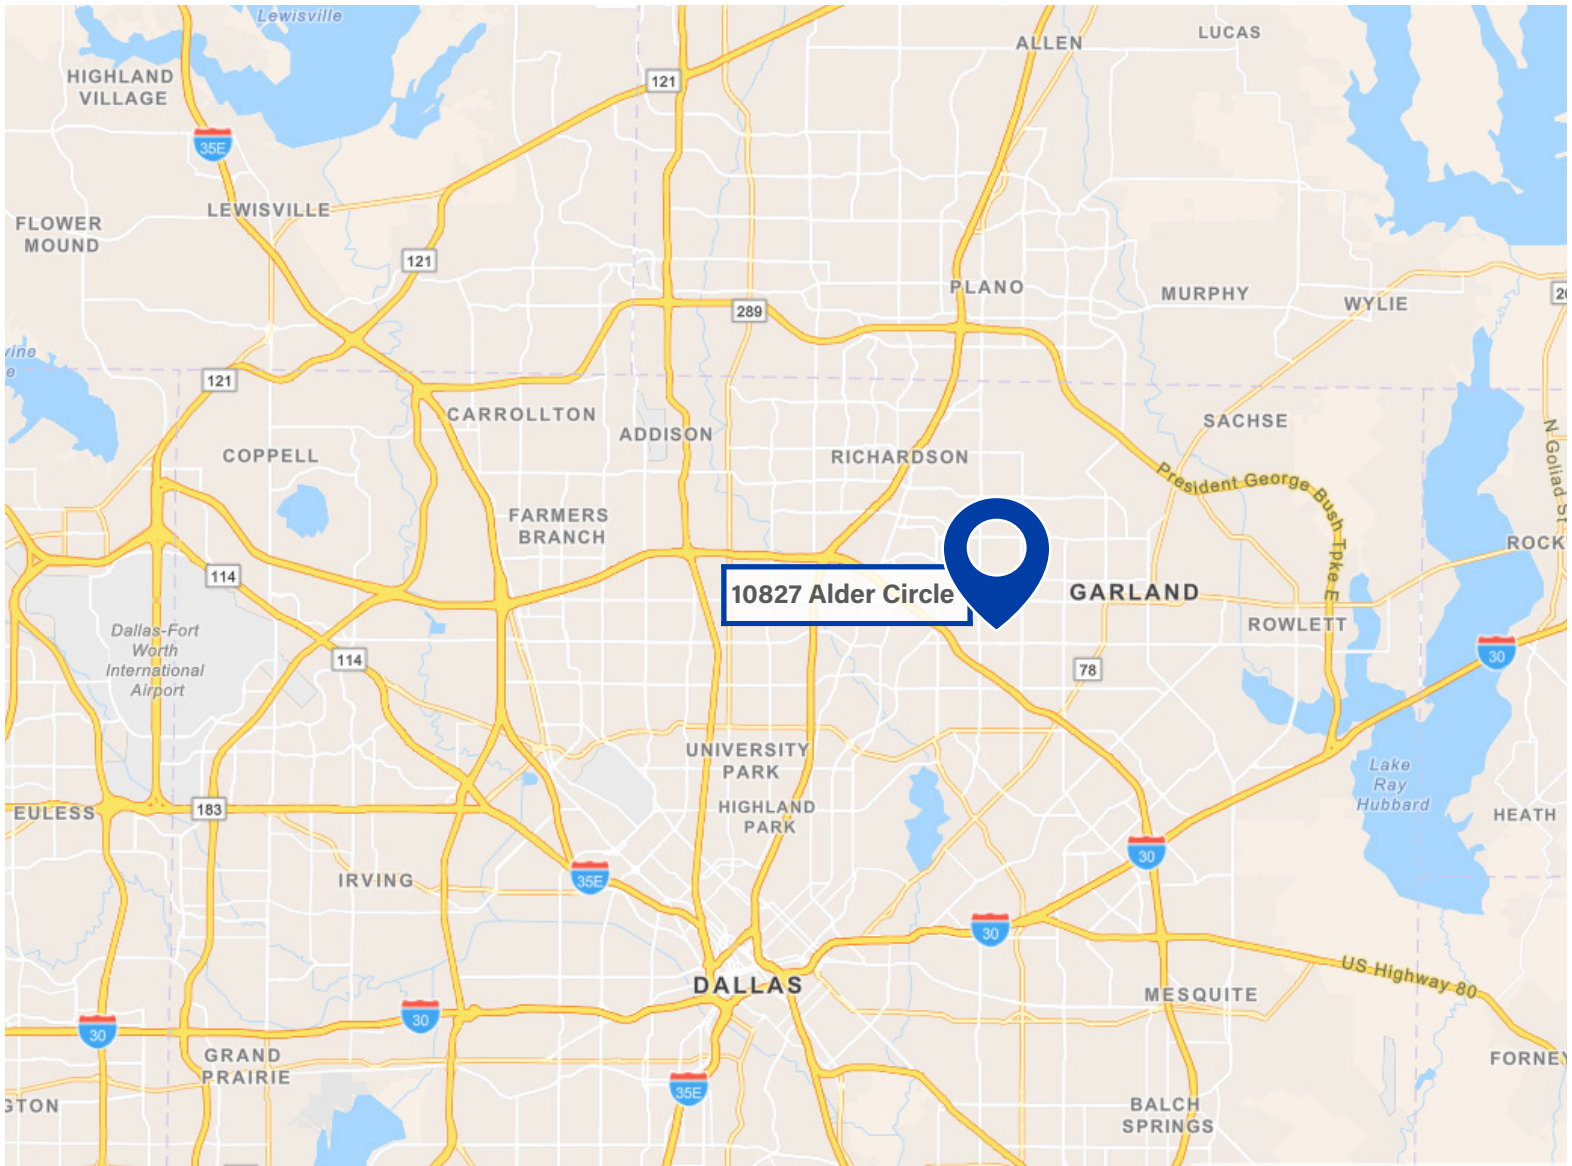 Lewisville
ALLEN
LUCAS
HIGHLAND
VILLAGE
121
35E
FLOWER
MOUND
LEWISVILLE
121
PLANO
MURPHY
WYLIE
289
121
CARROLLTON
ADDISON
SACHSE
COPPELL
RICHARDSON
N Goliad St
President George Bush Tpke E
FARMERS
BRANCH
ROCK
114
10827 Alder Circle
GARLAND
ROWLETT
Dallas-Fort
Worth
International
Airport
114
30
78
UNIVERSITY
PARK
HIGHLAND
PARK
Lake
Ray
Hubbard
EULESS
183
HEATH
30
IRVING
35E
30
US Highway 80
DALLAS
MESQUITE
30
30
GRAND
PRAIRIE
FORNEY
35E
GTON
BALCH
SPRINGS